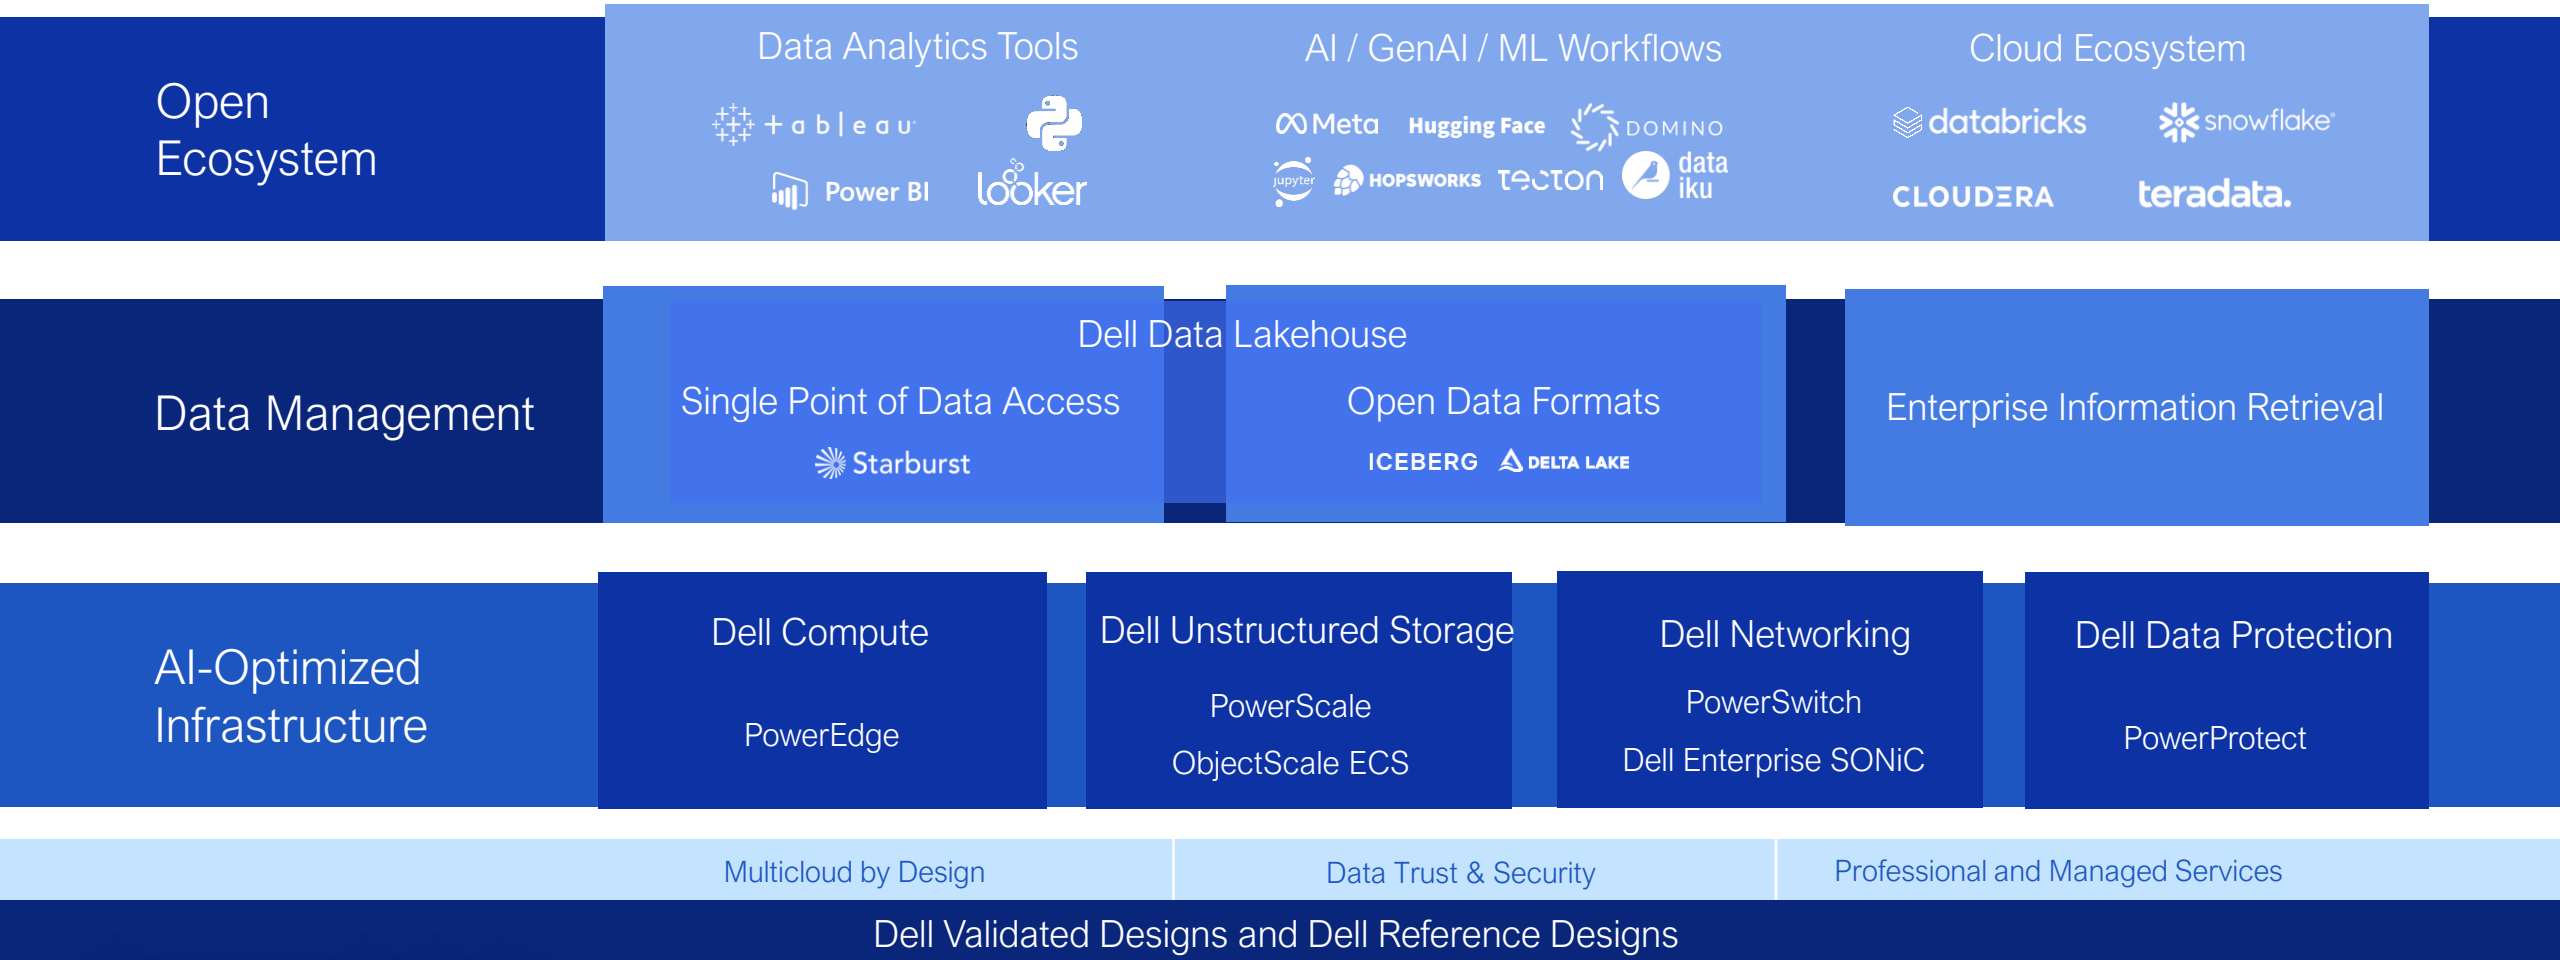 Open
Ecosystem
Data Analytics Tools
+ableau
Power BI
looker
AI / GenAI / ML Workflows
Meta
Hugging Face
DOMINO
jupyter
HOPSWORKS
TECTON
data
iku
Cloud Ecosystem
databricks
snowflake®
CLOUDERA
teradata.
Data Management
Dell Data Lakehouse
Single Point of Data Access
Starburst
Open Data Formats
ICEBERG
DELTA LAKE
Enterprise Information Retrieval
AI-Optimized
Infrastructure
Dell Compute
PowerEdge
Dell Unstructured Storage
PowerScale
ObjectScale ECS
Dell Networking
PowerSwitch
Dell Enterprise SONiC
Dell Data Protection
PowerProtect
Multicloud by Design
Data Trust & Security
Professional and Managed Services
Dell Validated Designs and Dell Reference Designs